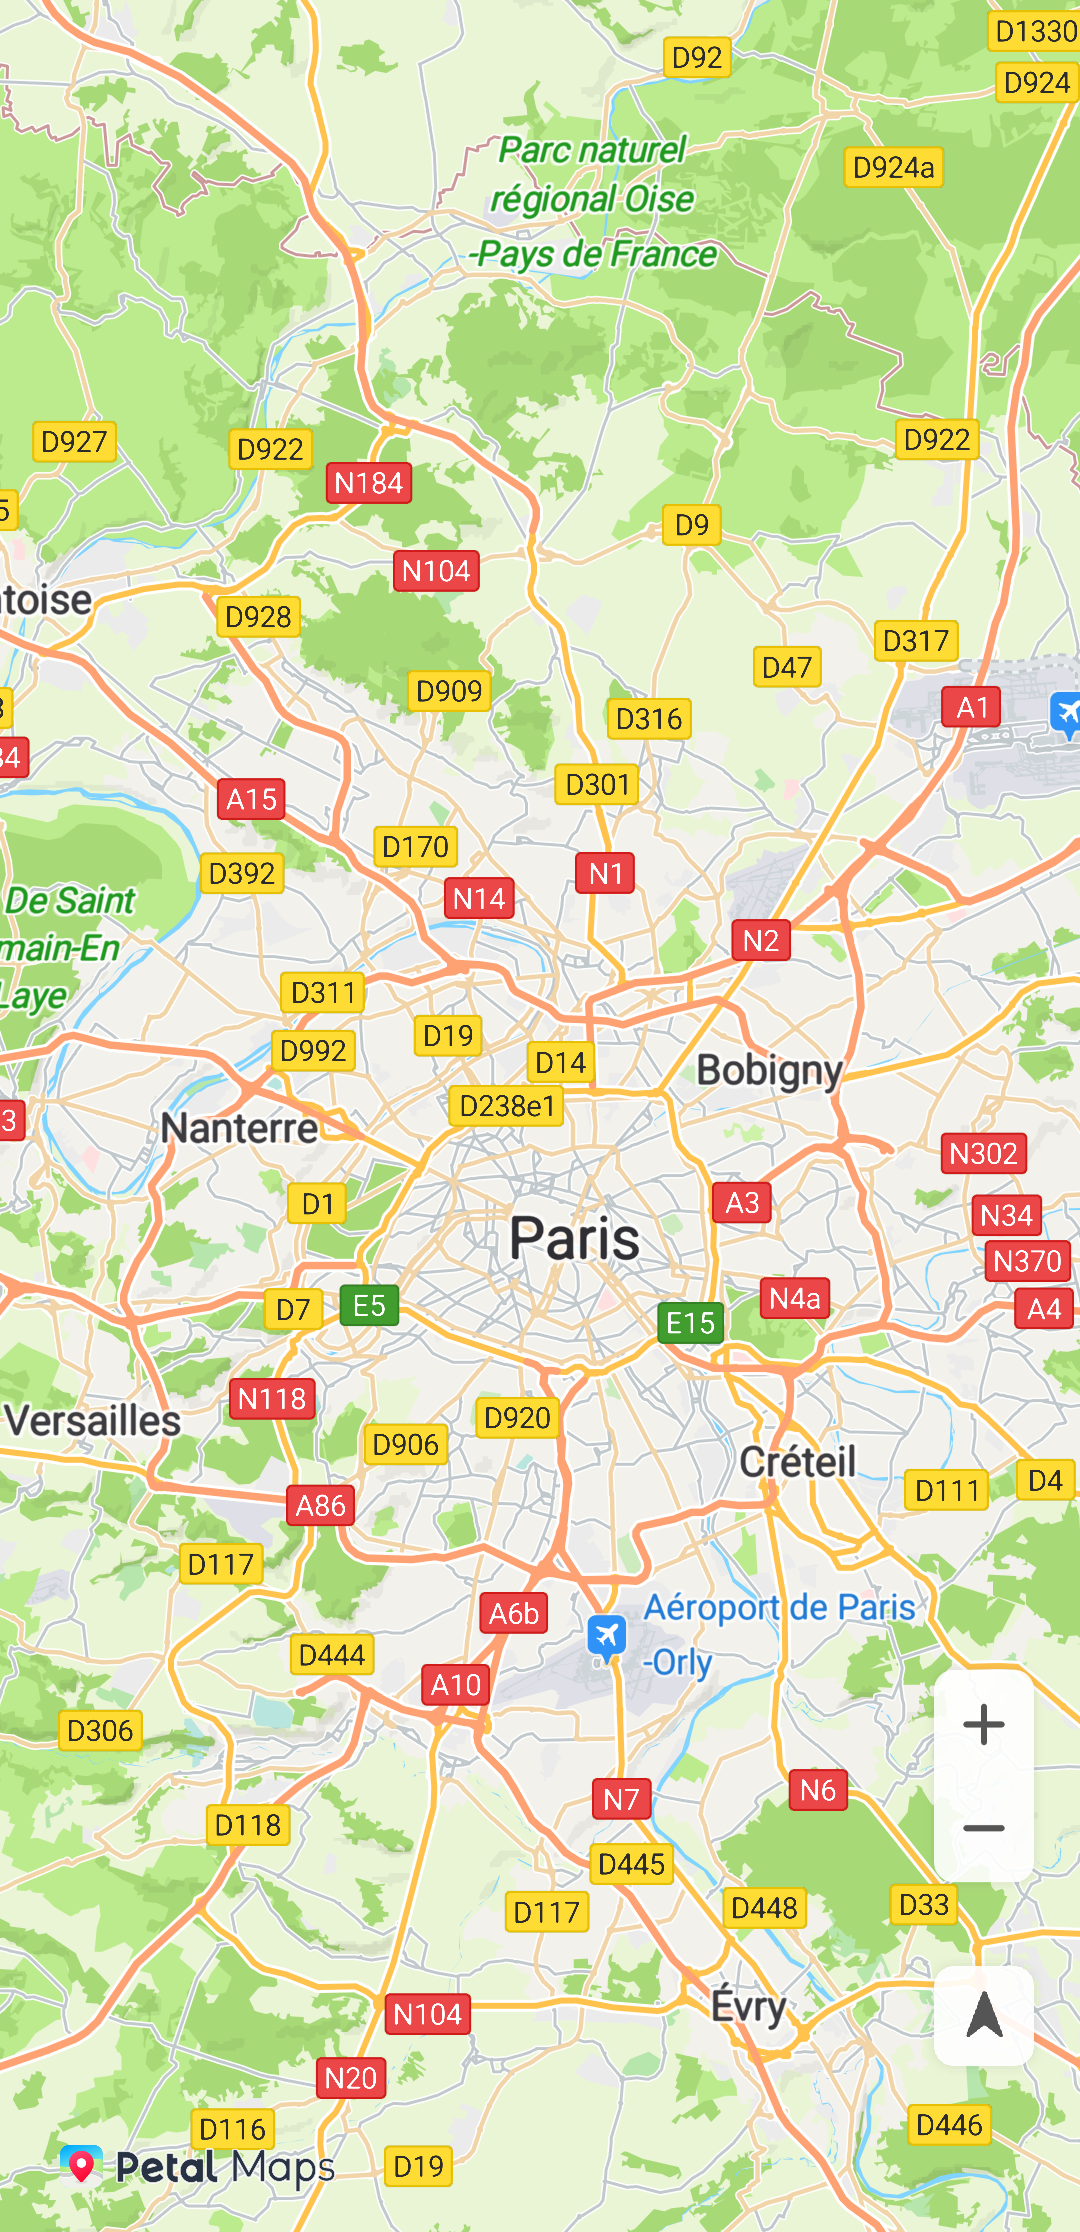 D1330
D92
D924
Parc naturel
régional Oise
-Pays de France
D924a
D927
D922
D922
N184
D9
N104
toise
D928
D317
D47
D909
A1
D316
D301
A15
D170
D392
N1
N14
De Saint
main-En
Laye
N2
D311
D19
D992
D14
Bobigny
D238e1
Nanterre
N302
D1
A3
N34
Paris
N370
N4a
D7
E5
A4
E15
N118
Versailles
D920
D906
Créteil
D4
D111
A86
D117
A6b
Aéroport de Paris
-Orly
D444
A10
D306
N6
N7
D118
D445
D33
D448
D117
Évry
N104
N20
D116
D446
Petal Maps
D19